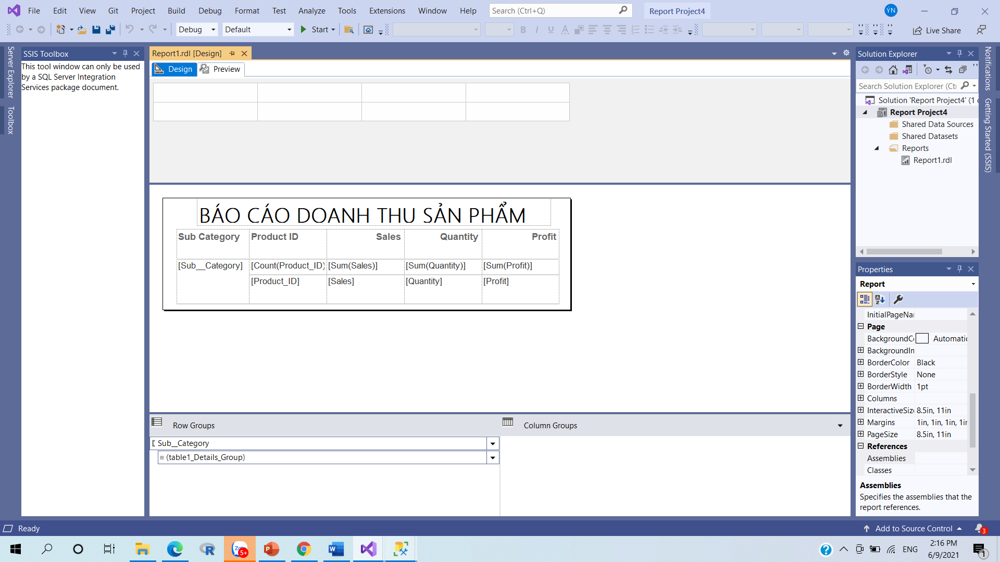 File Edit View Git Project Build Debug Format Test Analyze Tools Extensions Window Help Search (Ctrl+Q) Report Project4 ÝN
Debug Default Start B I U A Live Share
Server Explorer
Toolbox
SSIS Toolbox
This tool window can only be used
by a SQL Server Integration
Services package document.
Report1.rdl [Design]
Design Preview
BÁO CÁO DOANH THU SẢN PHẨM
Sub Category Product ID Sales Quantity Profit
[Sub__Category] [Count(Product_ID) [Sum(Sales)] [Sum(Quantity)] [Sum(Profit)]
[Product_ID] [Sales] [Quantity] [Profit]
Row Groups Column Groups
Sub__Category
(table1_Details_Group)
Solution Explorer
Search Solution Explorer (Ctr
Solution 'Report Project4' (1
Report Project4
Shared Data Sources
Shared Datasets
Reports
Report1.rdl
Notifications
Getting Started (SSIS)
Properties
Report
InitialPageNa
Page
BackgroundC Automatic
BackgroundIn
BorderColor Black
BorderStyle None
BorderWidth 1pt
Columns
InteractiveSize 8.5in, 11in
Margins 1in, 1in, 1in, 1in
PageSize 8.5in, 11in
References
Assemblies
Classes
Assemblies
Specifies the assemblies that the
report references.
Ready Add to Source Control 3
5+ ENG 2:16 PM
6/9/2021 1